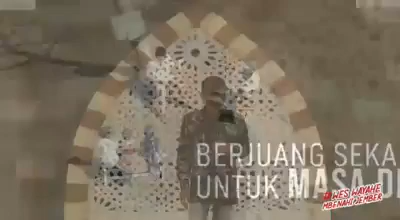 BERJUANG SEKA
UNTUK MASA D
#WES WAYAHE
MBENAHI JEMBER